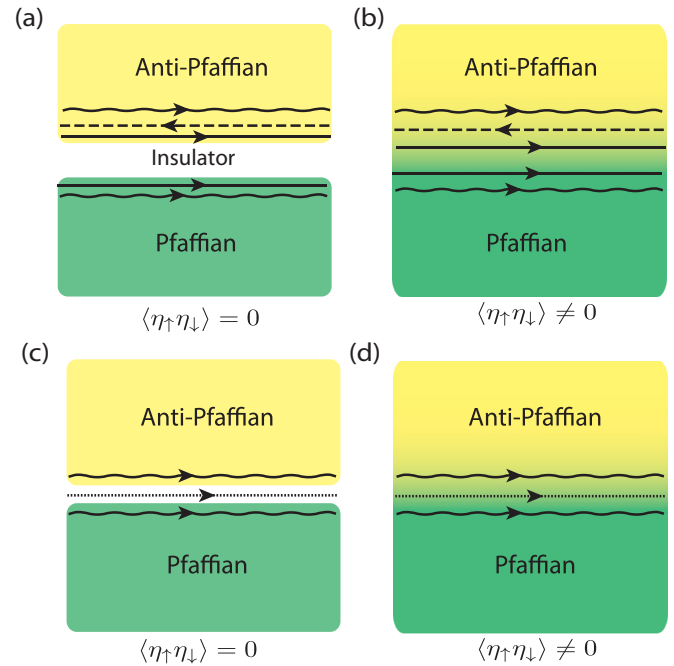 (a)
Anti-Pfaffian
Insulator
Pfaffian
⟨η↑η↓⟩ = 0
(b)
Anti-Pfaffian
Pfaffian
⟨η↑η↓⟩ ≠ 0
(c)
Anti-Pfaffian
Pfaffian
⟨η↑η↓⟩ = 0
(d)
Anti-Pfaffian
Pfaffian
⟨η↑η↓⟩ ≠ 0